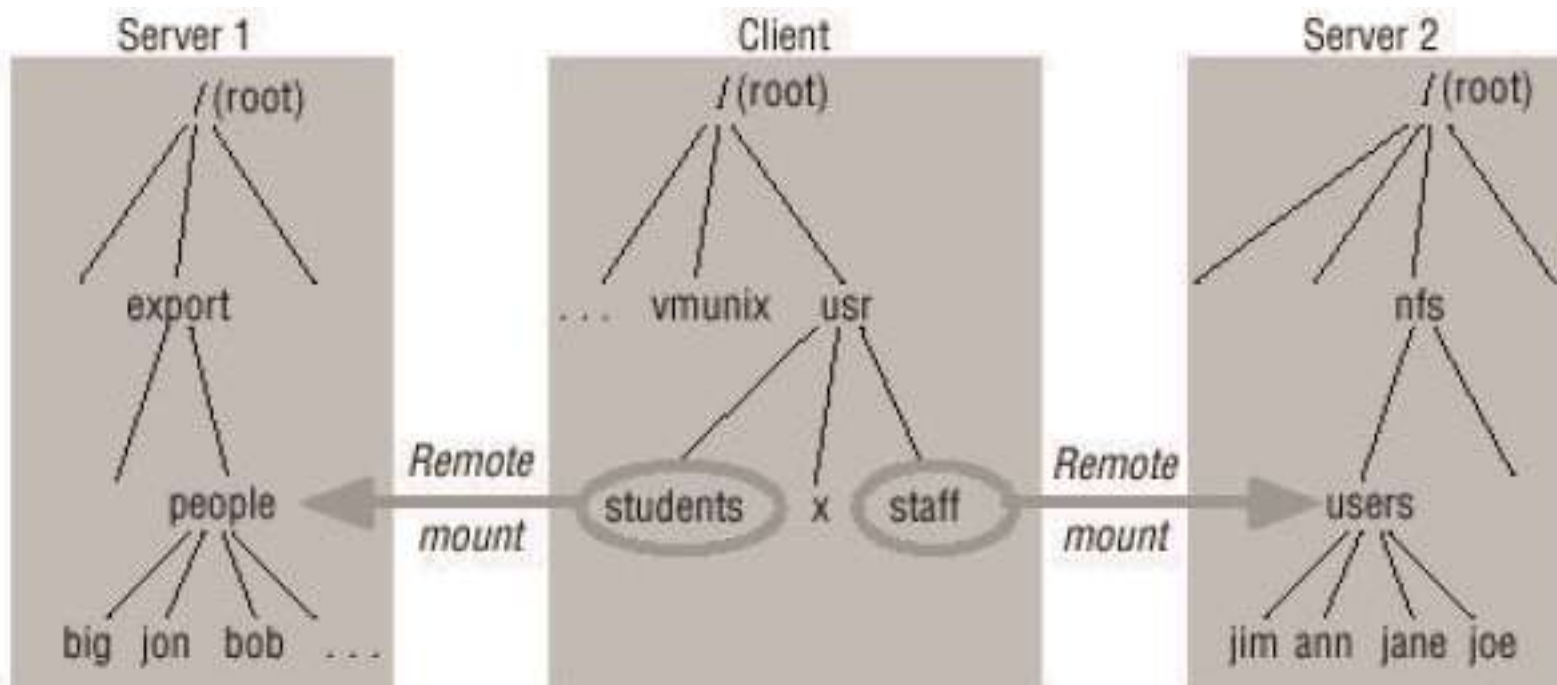 Server 1
Client
Server 2
/ (root)
/ (root)
/ (root)
export
. . . vmunix usr
nfs
Remote
mount
Remote
mount
people
students x staff
users
big jon bob . . .
jim ann jane joe